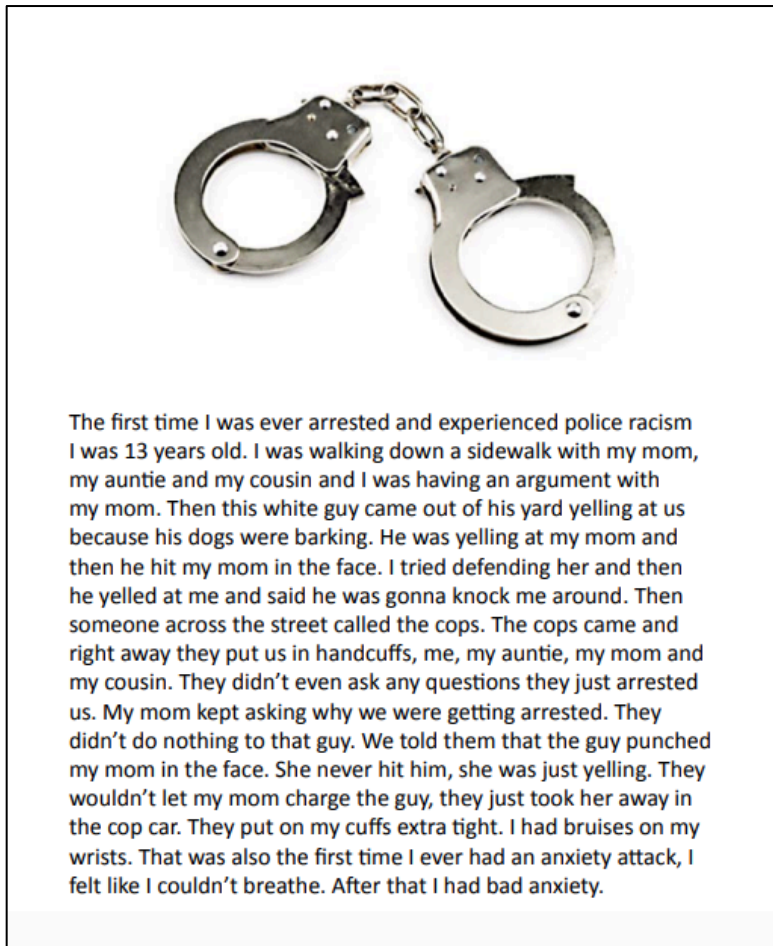 The first time I was ever arrested and experienced police racism
I was 13 years old. I was walking down a sidewalk with my mom,
my auntie and my cousin and I was having an argument with
my mom. Then this white guy came out of his yard yelling at us
because his dogs were barking. He was yelling at my mom and
then he hit my mom in the face. I tried defending her and then
he yelled at me and said he was gonna knock me around. Then
someone across the street called the cops. The cops came and
right away they put us in handcuffs, me, my auntie, my mom and
my cousin. They didn’t even ask any questions they just arrested
us. My mom kept asking why we were getting arrested. They
didn’t do nothing to that guy. We told them that the guy punched
my mom in the face. She never hit him, she was just yelling. They
wouldn’t let my mom charge the guy, they just took her away in
the cop car. They put on my cuffs extra tight. I had bruises on my
wrists. That was also the first time I ever had an anxiety attack, I
felt like I couldn’t breathe. After that I had bad anxiety.